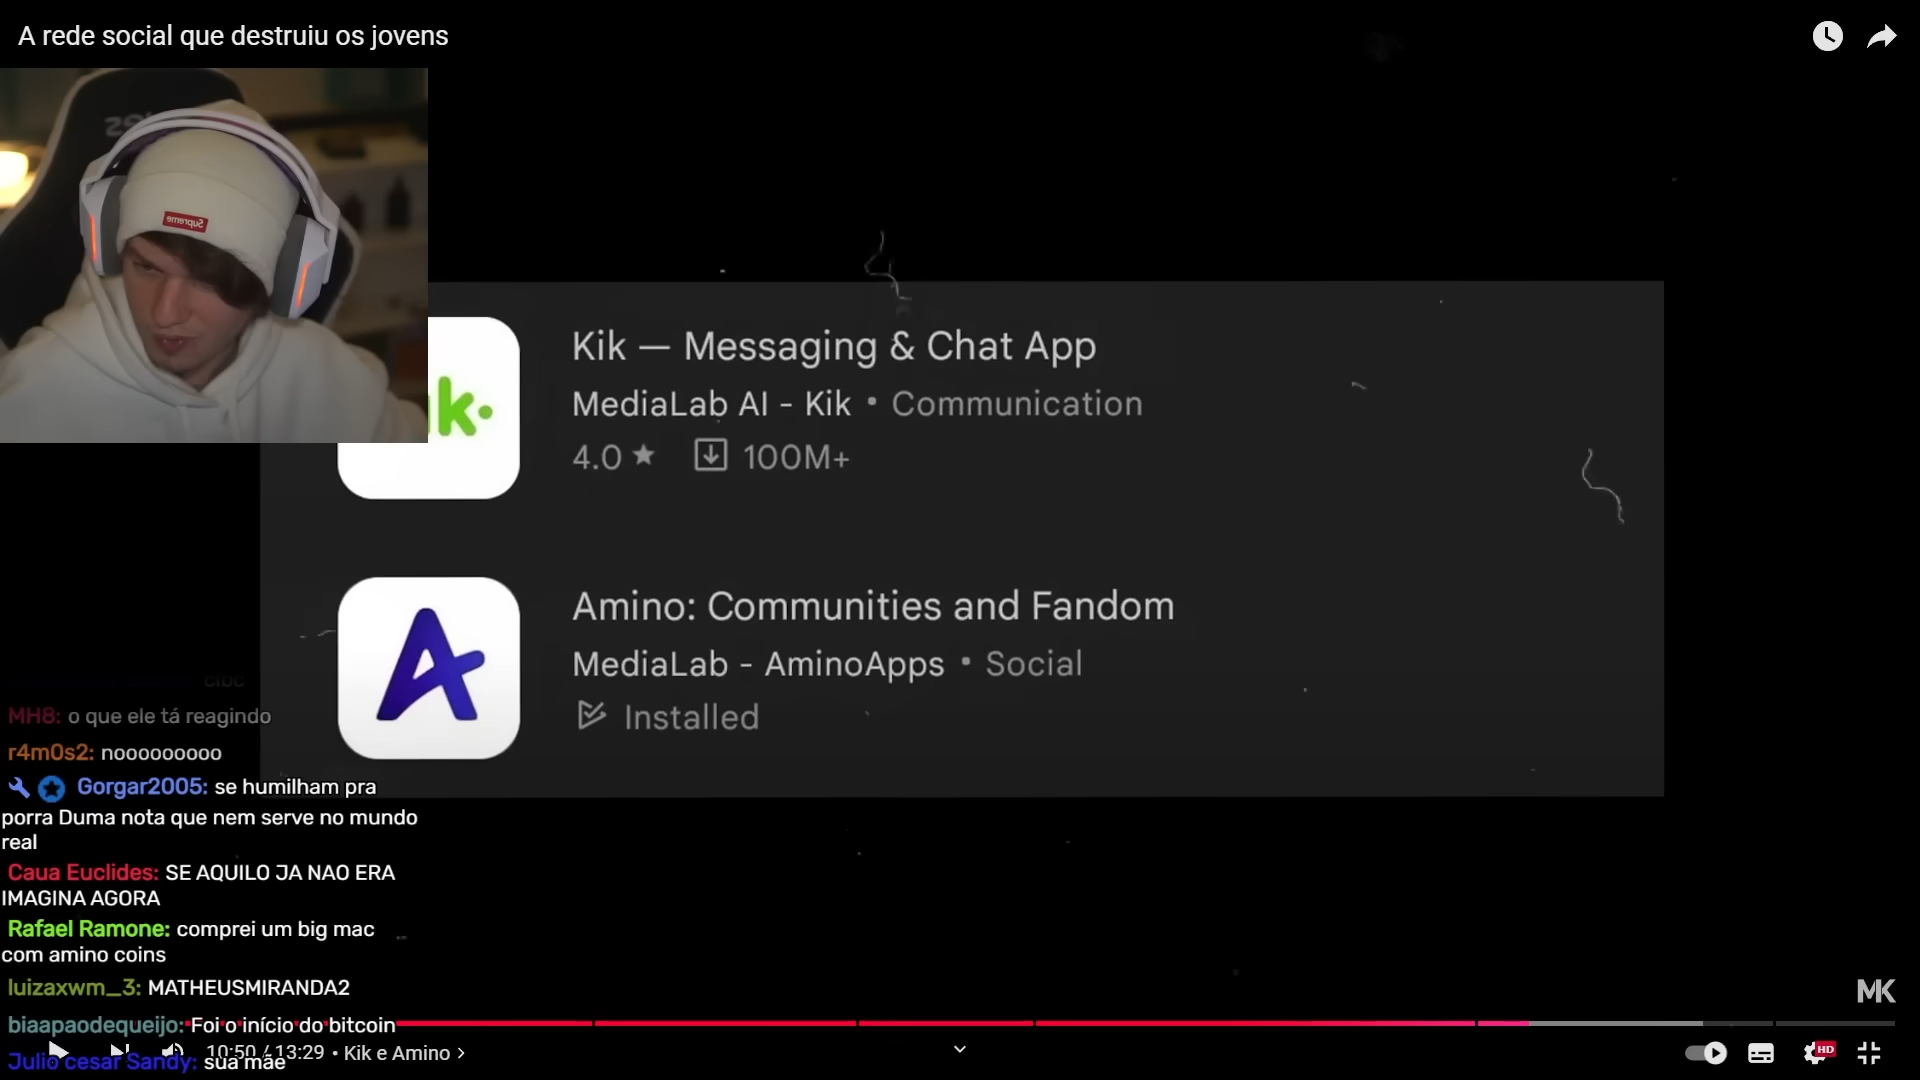 A rede social que destruiu os jovens
Supreme
k.
Kik — Messaging & Chat App
MediaLab AI - Kik • Communication
4.0 ★ 100M+
Amino: Communities and Fandom
MediaLab - AminoApps • Social
Installed
MH8: o que ele tá reagindo
r4m0s2: nooooooooo
Gorgar2005: se humilham pra
porra Duma nota que nem serve no mundo
real
Caua Euclides: SE AQUILO JA NAO ERA
IMAGINA AGORA
Rafael Ramone: comprei um big mac
com amino coins
luizaxwm_3: MATHEUSMIRANDA2
biaapaodequeijo: Foi o início do bitcoin
Julio cesar Sandy: sua mãe
10:50 / 13:29 • Kik e Amino >
MK
HD